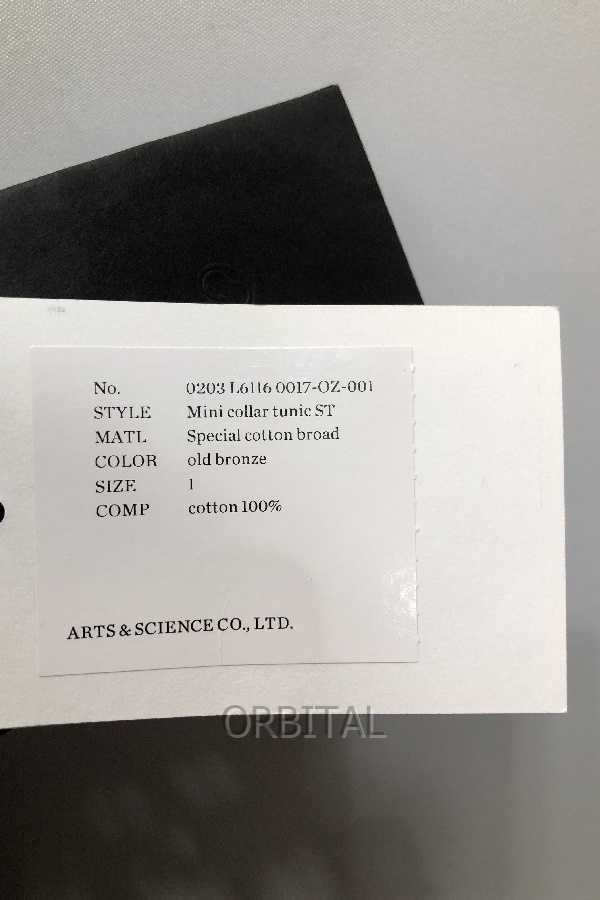 No. 0203 L6116 0017-OZ-001
STYLE Mini collar tunic ST
MATL Special cotton broad
COLOR old bronze
SIZE 1
COMP cotton 100%
ARTS & SCIENCE CO., LTD.
ORBITAL